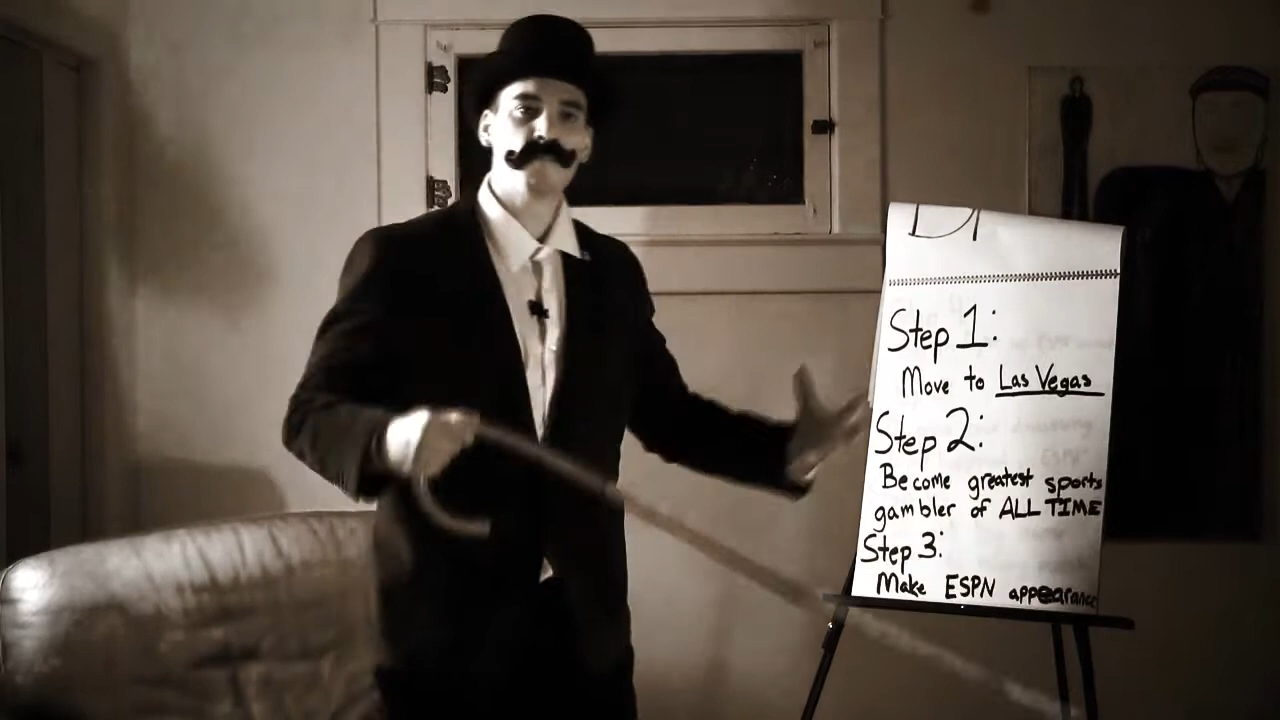 Step 1:
Move to Las Vegas
Step 2:
Become greatest sports
gambler of ALL TIME
Step 3:
Make ESPN appearance